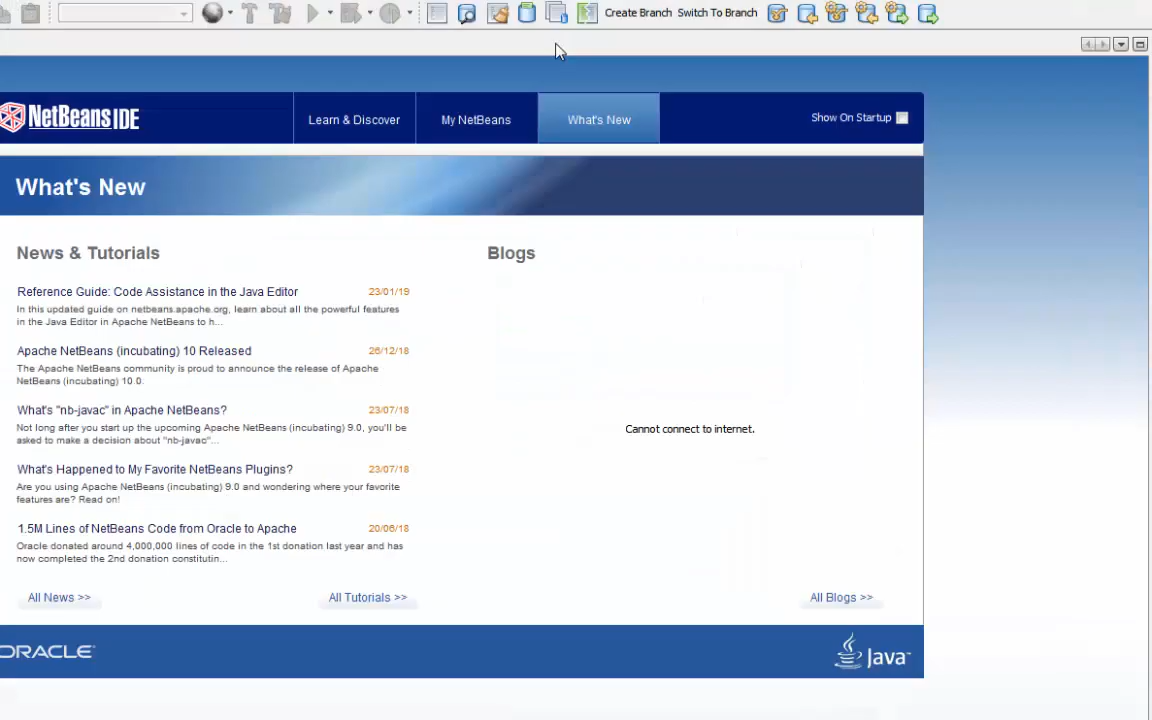 Create Branch Switch To Branch
NetBeans IDE
Learn & Discover
My NetBeans
What's New
Show On Startup
What's New
News & Tutorials
Blogs
Reference Guide: Code Assistance in the Java Editor 23/01/19
In this updated guide on netbeans.apache.org, learn about all the powerful features
in the Java Editor in Apache NetBeans to h...
Apache NetBeans (incubating) 10 Released 26/12/18
The Apache NetBeans community is proud to announce the release of Apache
NetBeans (incubating) 10.0.
What's "nb-javac" in Apache NetBeans? 23/07/18
Not long after you start up the upcoming Apache NetBeans (incubating) 9.0, you'll be
asked to make a decision about "nb-javac"...
Cannot connect to internet.
What's Happened to My Favorite NetBeans Plugins? 23/07/18
Are you using Apache NetBeans (incubating) 9.0 and wondering where your favorite
features are? Read on!
1.5M Lines of NetBeans Code from Oracle to Apache 20/06/18
Oracle donated around 4,000,000 lines of code in the 1st donation last year and has
now completed the 2nd donation constitutin...
All News >>
All Tutorials >>
All Blogs >>
ORACLE
Java